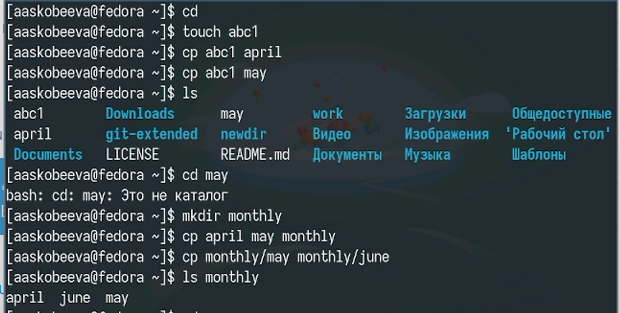 [aaskobeeva@fedora ~]$ cd
[aaskobeeva@fedora ~]$ touch abc1
[aaskobeeva@fedora ~]$ cp abc1 april
[aaskobeeva@fedora ~]$ cp abc1 may
[aaskobeeva@fedora ~]$ ls
abc1 Downloads may work Загрузки Общедоступные
april git-extended newdir Видео Изображения 'Рабочий стол'
Documents LICENSE README.md Документы Музыка Шаблоны
[aaskobeeva@fedora ~]$ cd may
bash: cd: may: Это не каталог
[aaskobeeva@fedora ~]$ mkdir monthly
[aaskobeeva@fedora ~]$ cp april may monthly
[aaskobeeva@fedora ~]$ cp monthly/may monthly/june
[aaskobeeva@fedora ~]$ ls monthly
april june may